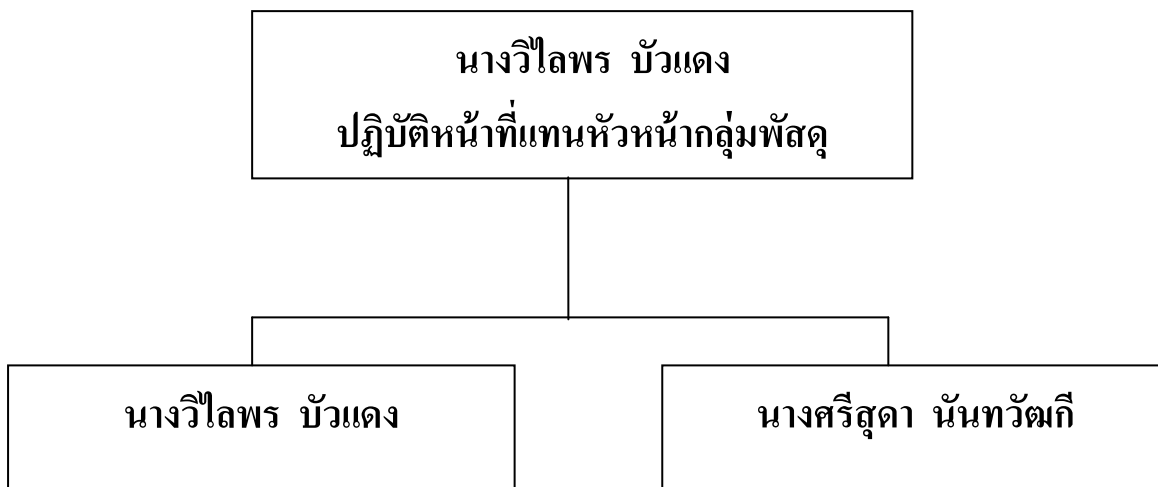 นางวิไลพร บัวแดง
ปฏิบัติหน้าที่แทนหัวหน้ากลุ่มพัสดุ
นางวิไลพร บัวแดง
นางศรีสุดา นันทวัฒกี